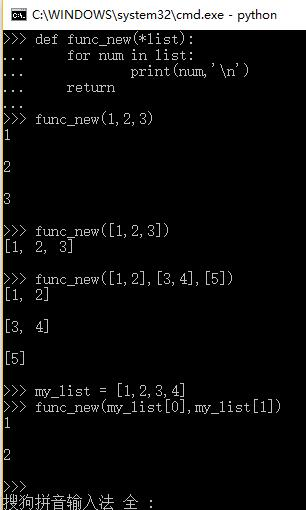 C:\WINDOWS\system32\cmd.exe - python
>>> def func_new(*list):
...     for num in list:
...             print(num,'\n')
...     return
...
>>> func_new(1,2,3)
1
2
3
>>> func_new([1,2,3])
[1, 2, 3]
>>> func_new([1,2],[3,4],[5])
[1, 2]
[3, 4]
[5]
>>> my_list = [1,2,3,4]
>>> func_new(my_list[0],my_list[1])
1
2
>>>
搜狗拼音输入法 全 :